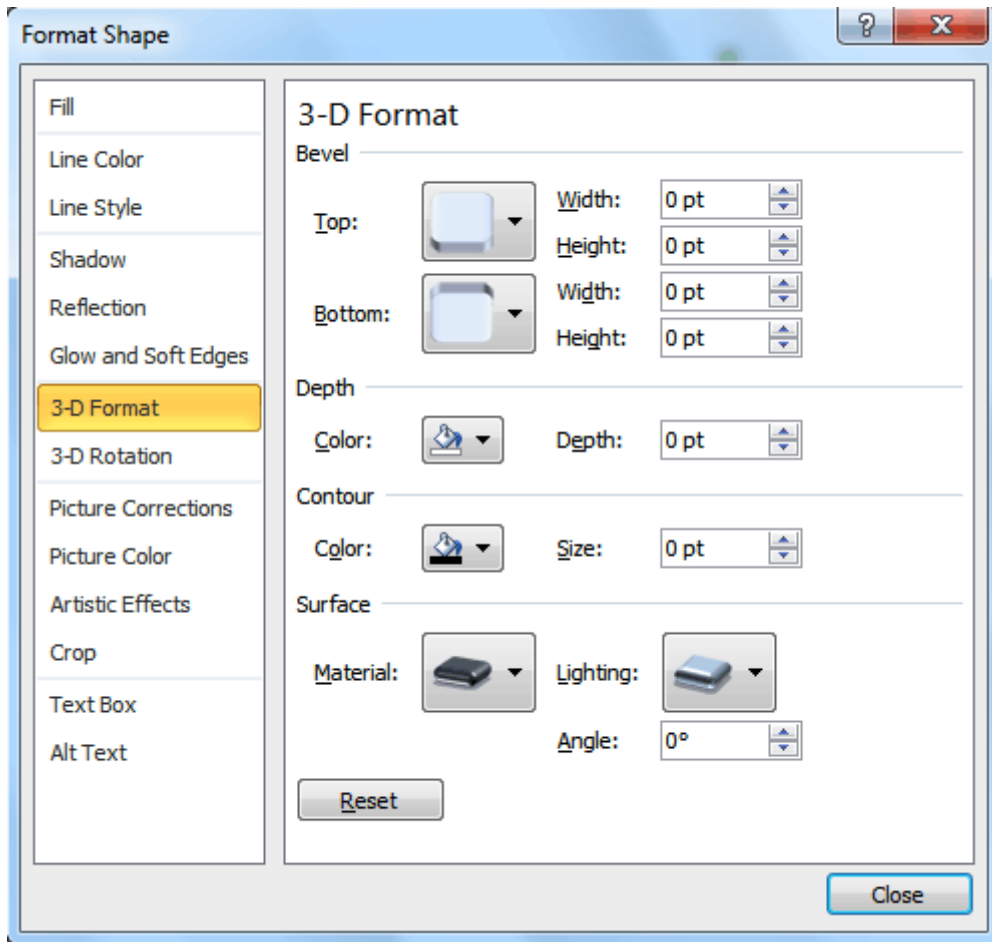 Format Shape
Fill
Line Color
Line Style
Shadow
Reflection
Glow and Soft Edges
3-D Format
3-D Rotation
Picture Corrections
Picture Color
Artistic Effects
Crop
Text Box
Alt Text
3-D Format
Bevel
Top:
Width: 0 pt
Height: 0 pt
Bottom:
Width: 0 pt
Height: 0 pt
Depth
Color: Depth: 0 pt
Contour
Color: Size: 0 pt
Surface
Material: Lighting:
Angle: 0°
Reset
Close